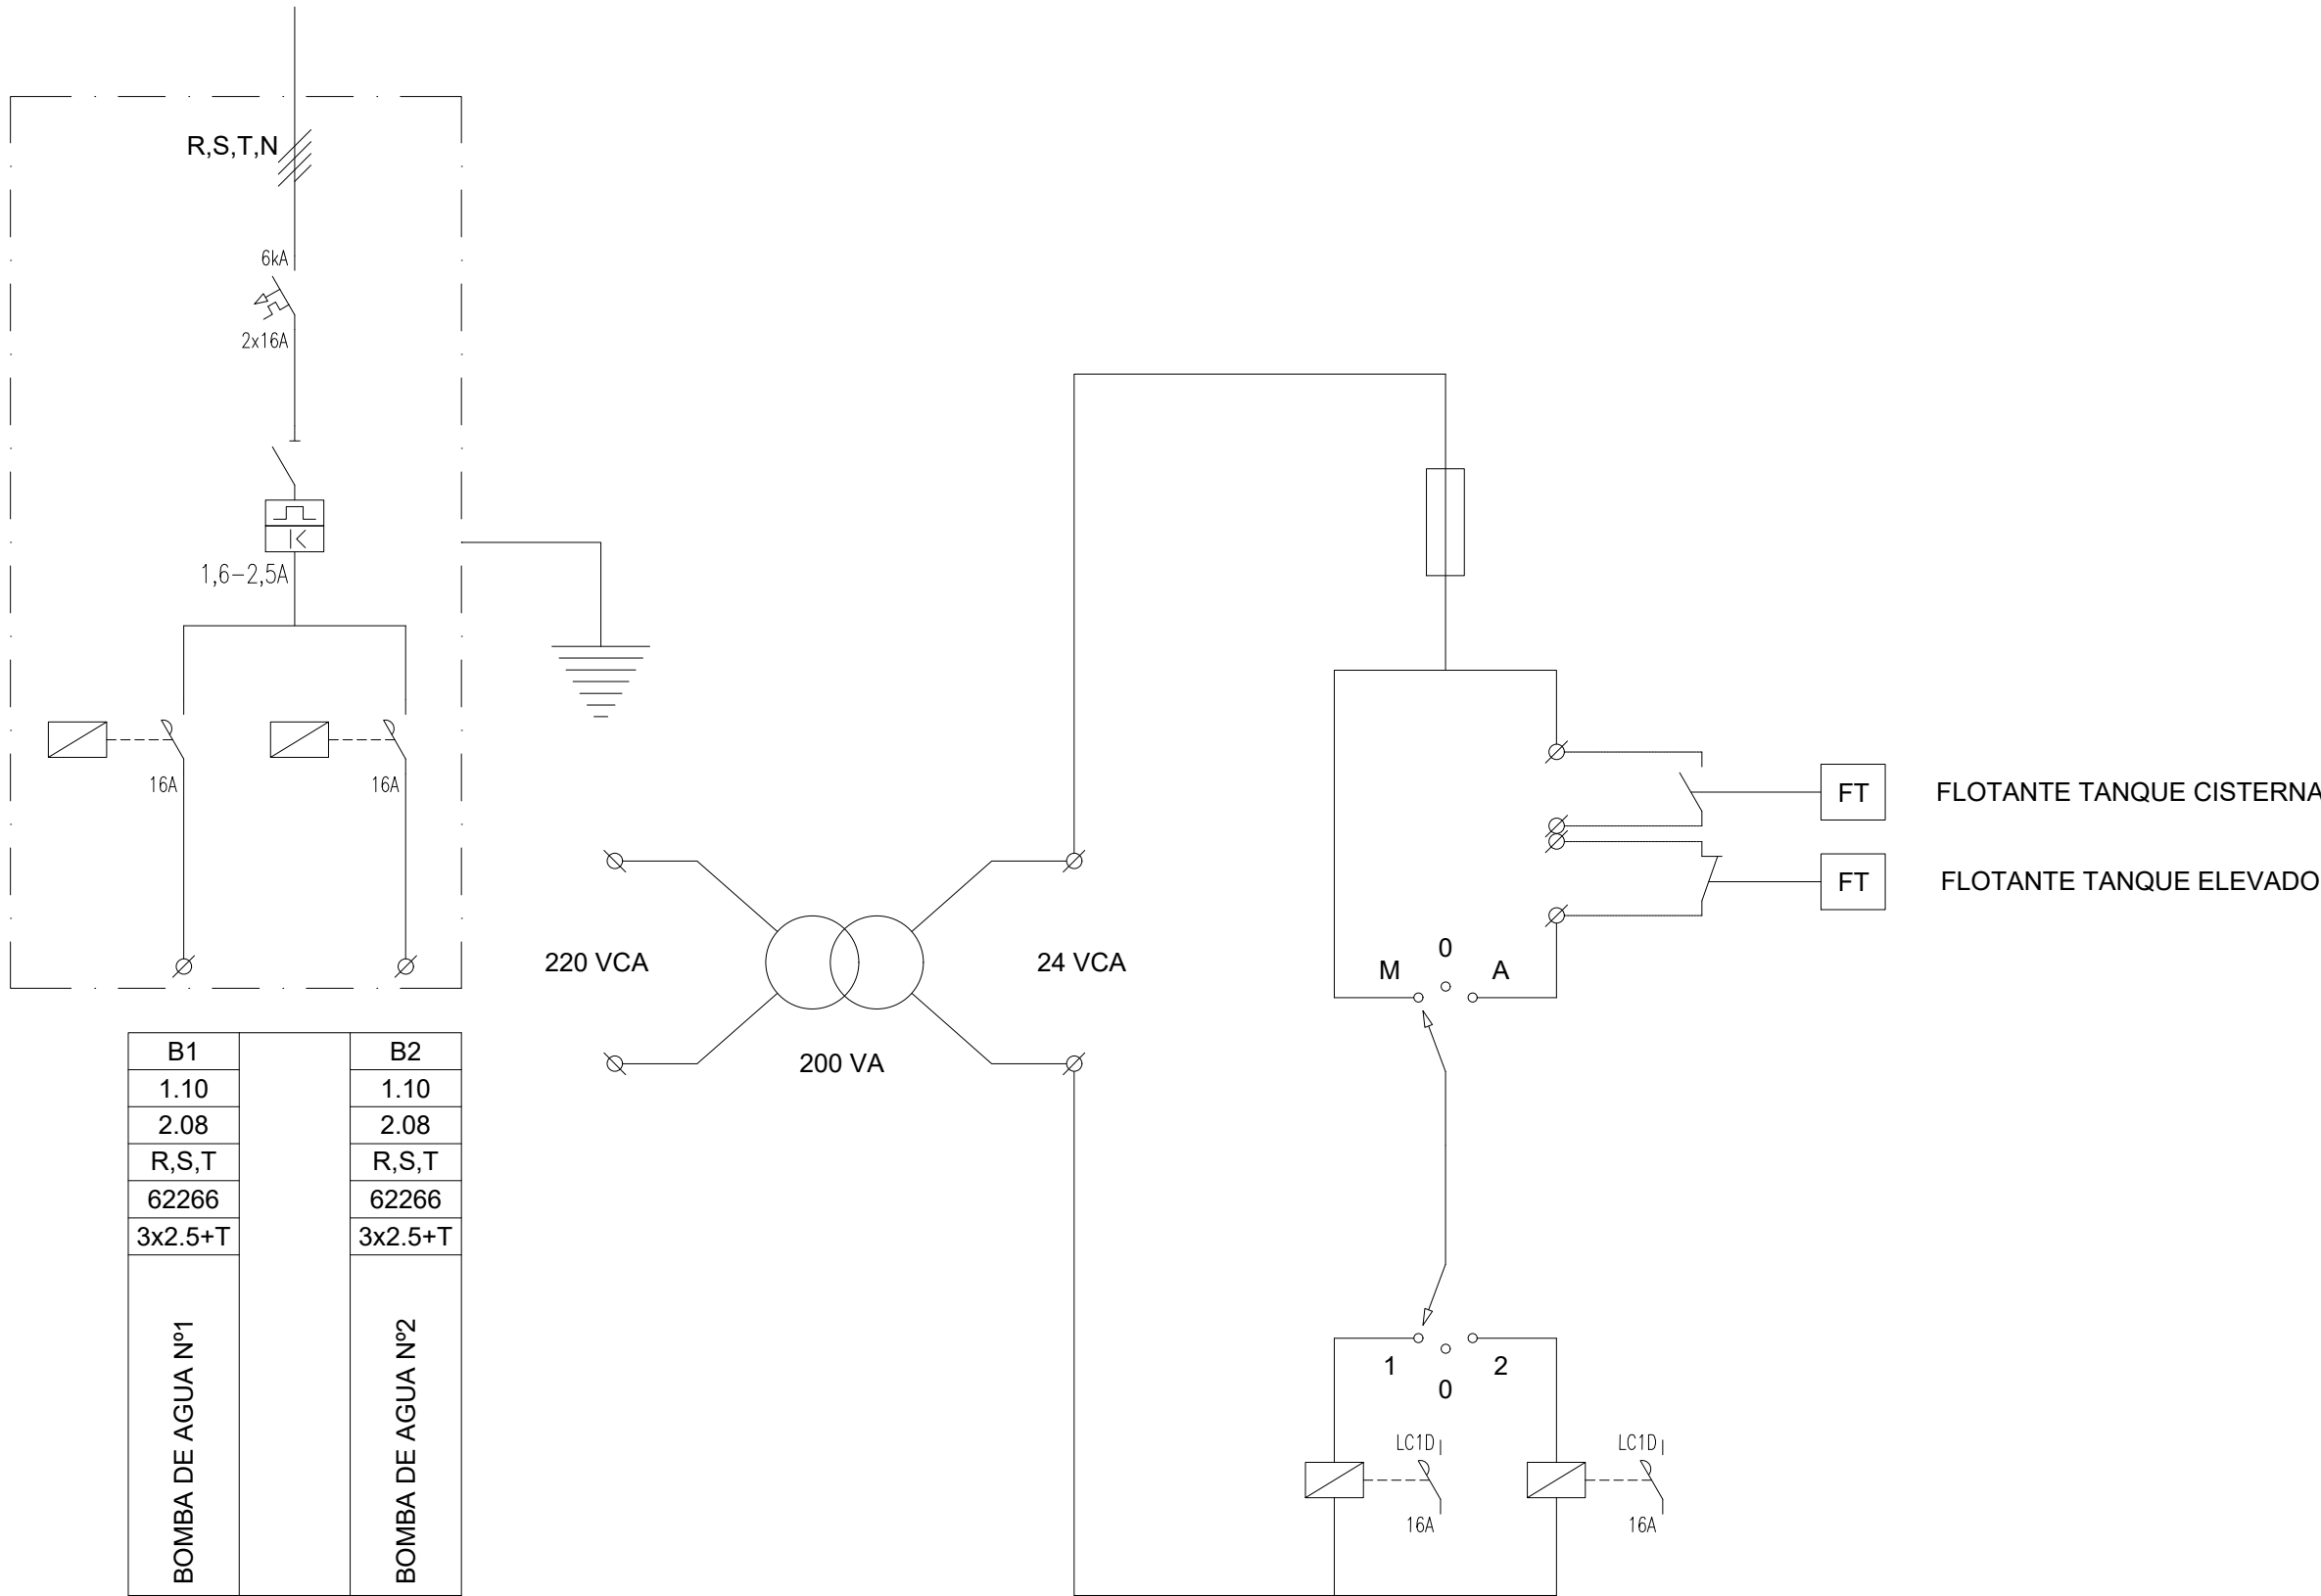 R,S,T,N
6kA
2x16A
1,6-2,5A
16A
16A
B1
1.10
2.08
R,S,T
62266
3x2.5+T
BOMBA DE AGUA Nº1
B2
1.10
2.08
R,S,T
62266
3x2.5+T
BOMBA DE AGUA Nº2
220 VCA
24 VCA
200 VA
FT
FLOTANTE TANQUE CISTERNA
FT
FLOTANTE TANQUE ELEVADO
M
0
A
1
0
2
LC1D
16A
LC1D
16A